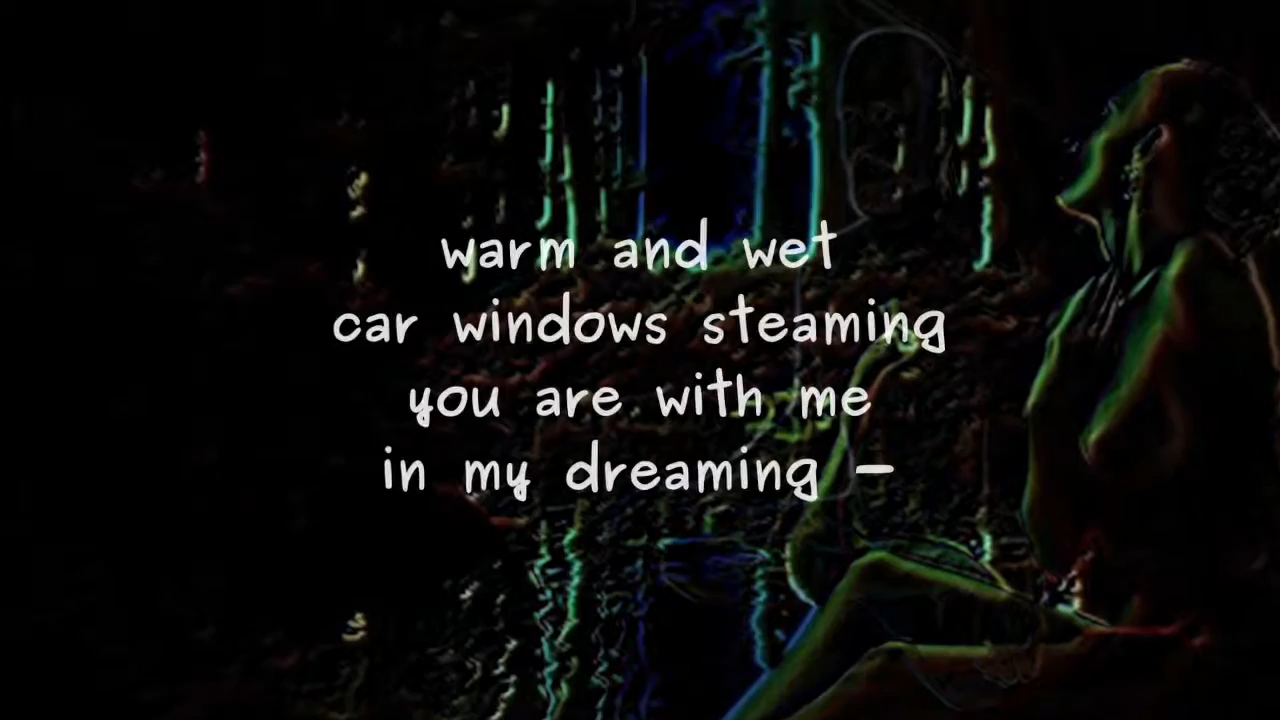 warm and wet
car windows steaming
you are with me
in my dreaming –